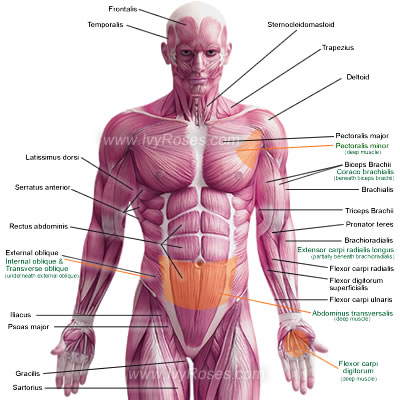 Frontalis
Temporalis
Sternocleidomastoid
Trapezius
Deltoid
www.IvyRoses.com
Pectoralis major
Pectoralis minor
(deep muscle)
Latissimus dorsi
Biceps Brachii
Coraco brachialis
(beneath biceps brachii)
Serratus anterior
Brachialis
Triceps Brachii
Rectus abdominis
Pronator teres
Brachioradialis
External oblique
Internal oblique &
Transverse oblique
(underneath external oblique)
Extensor carpi radialis longus
(partially beneath brachioradialis)
Flexor carpi radialis
Flexor digitorum
superficialis
Flexor carpi ulnaris
Iliacus
Psoas major
Abdominus transversalis
(deep muscle)
Flexor carpi
digitorum
(deep muscle)
Gracilis
Sartorius
www.IvyRoses.com